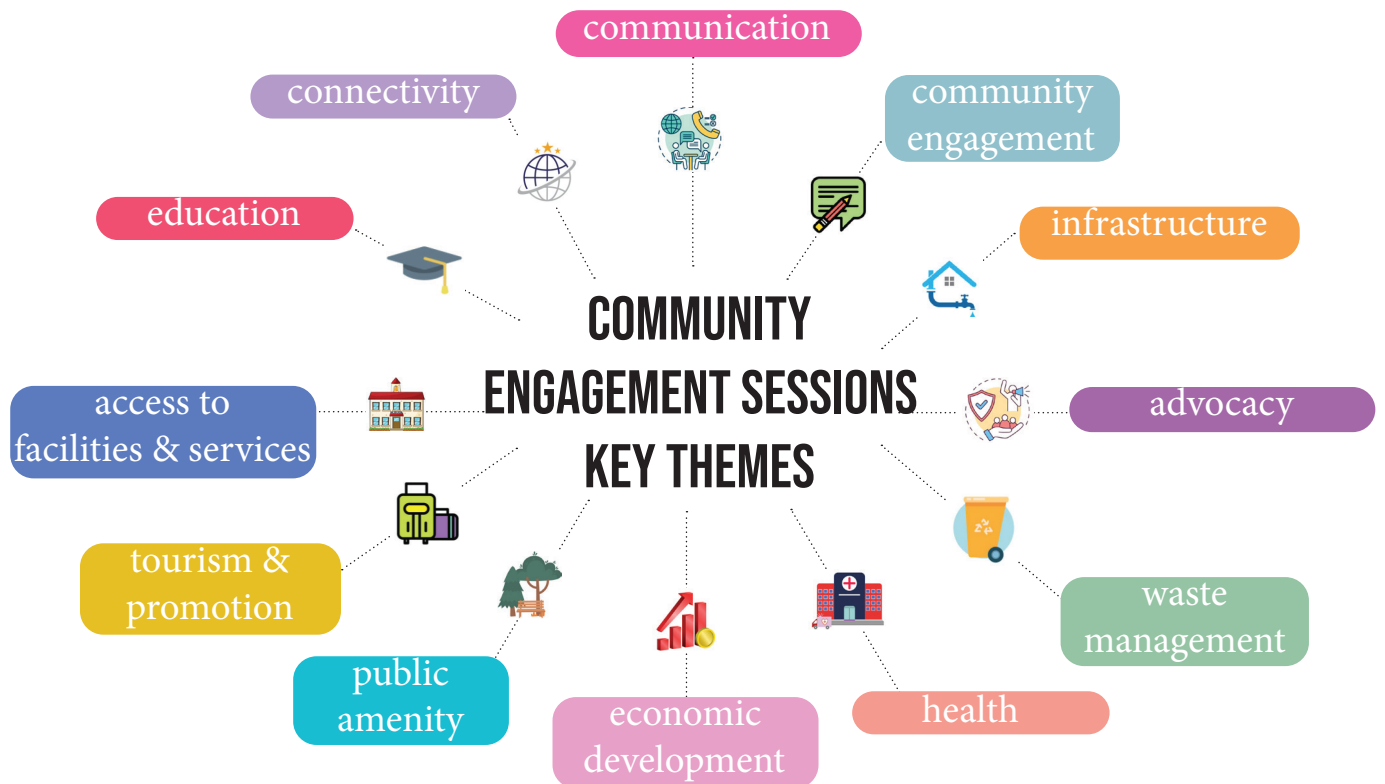 communication
connectivity
community
engagement
education
infrastructure
COMMUNITY
ENGAGEMENT SESSIONS
KEY THEMES
access to
facilities & services
advocacy
tourism &
promotion
waste
management
public
amenity
economic
development
health